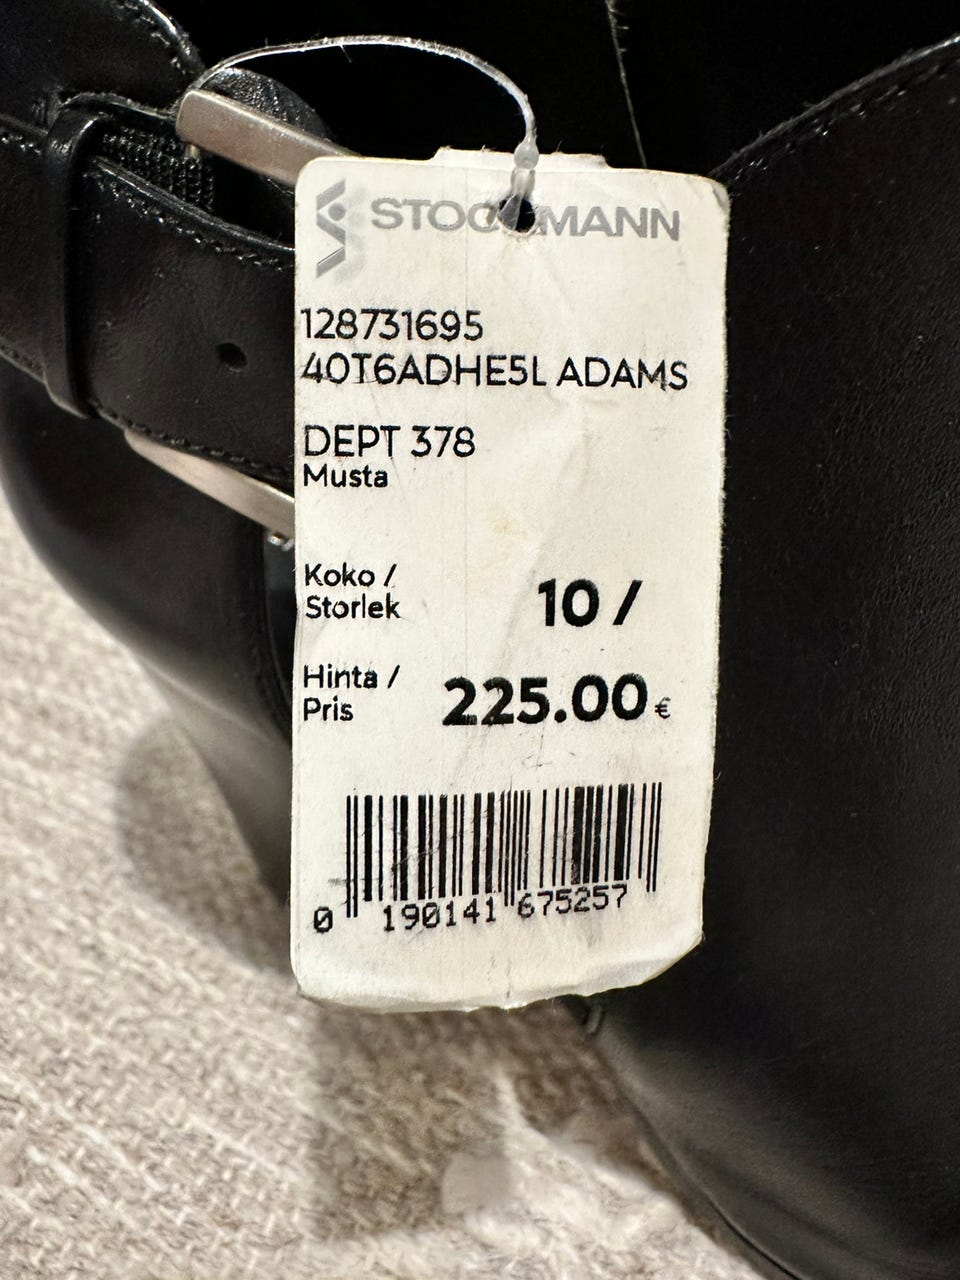 STOCKMANN
128731695
40T6ADHE5L ADAMS
DEPT 378
Musta
Koko /
Storlek
10 /
Hinta /
Pris
225.00 €
0 190141 675257